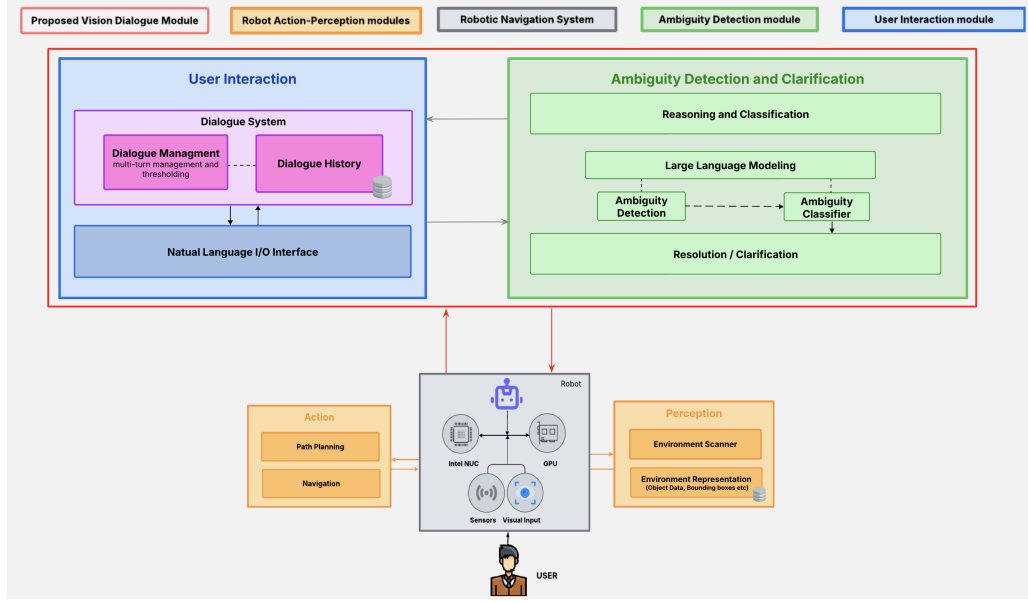 Proposed Vision Dialogue Module
Robot Action-Perception modules
Robotic Navigation System
Ambiguity Detection module
User Interaction module
User Interaction
Dialogue System
Dialogue Managment
multi-turn management and
thresholding
Dialogue History
Natual Language I/O Interface
Ambiguity Detection and Clarification
Reasoning and Classification
Large Language Modeling
Ambiguity
Detection
Ambiguity
Classifier
Resolution / Clarification
Action
Path Planning
Navigation
Robot
Intel NUC
GPU
Sensors
Visual Input
Perception
Environment Scanner
Environment Representation
(Object Data, Bounding boxes etc)
USER